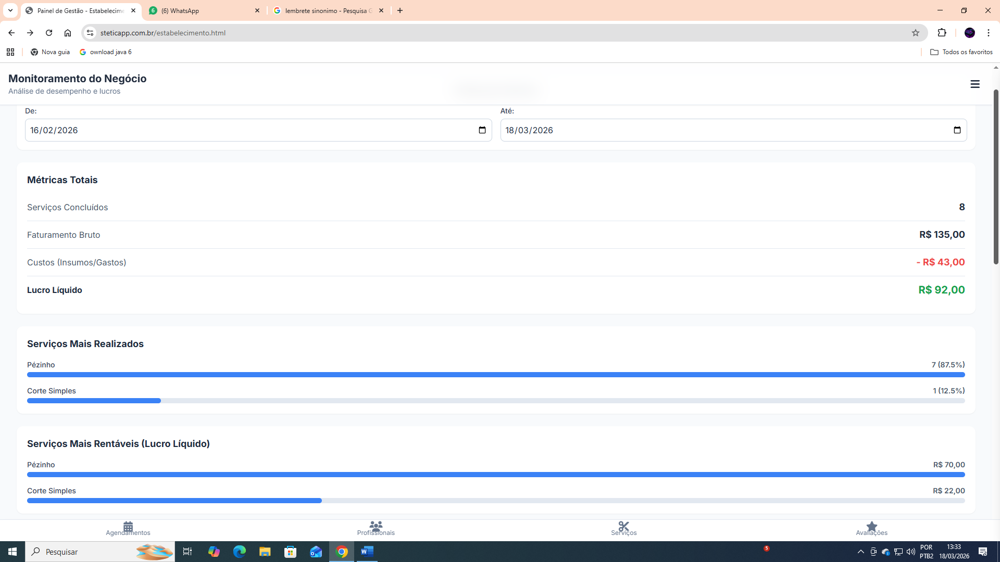 Painel de Gestão - Estabelecime
6
(6) WhatsApp
lembrete sinonimo - Pesquisa G
steticapp.com.br/estabelecimento.html
Nova guia
ownload java 6
Todos os favoritos
Monitoramento do Negócio
Análise de desempenho e lucros
De:
Até:
16/02/2026
18/03/2026
Métricas Totais
Serviços Concluídos
8
Faturamento Bruto
R$ 135,00
Custos (Insumos/Gastos)
- R$ 43,00
Lucro Líquido
R$ 92,00
Serviços Mais Realizados
Pézinho
7 (87.5%)
Corte Simples
1 (12.5%)
Serviços Mais Rentáveis (Lucro Líquido)
Pézinho
R$ 70,00
Corte Simples
R$ 22,00
Agendamentos
Profissionais
Serviços
Avaliações
Pesquisar
5
POR
PTB2
13:33
18/03/2026